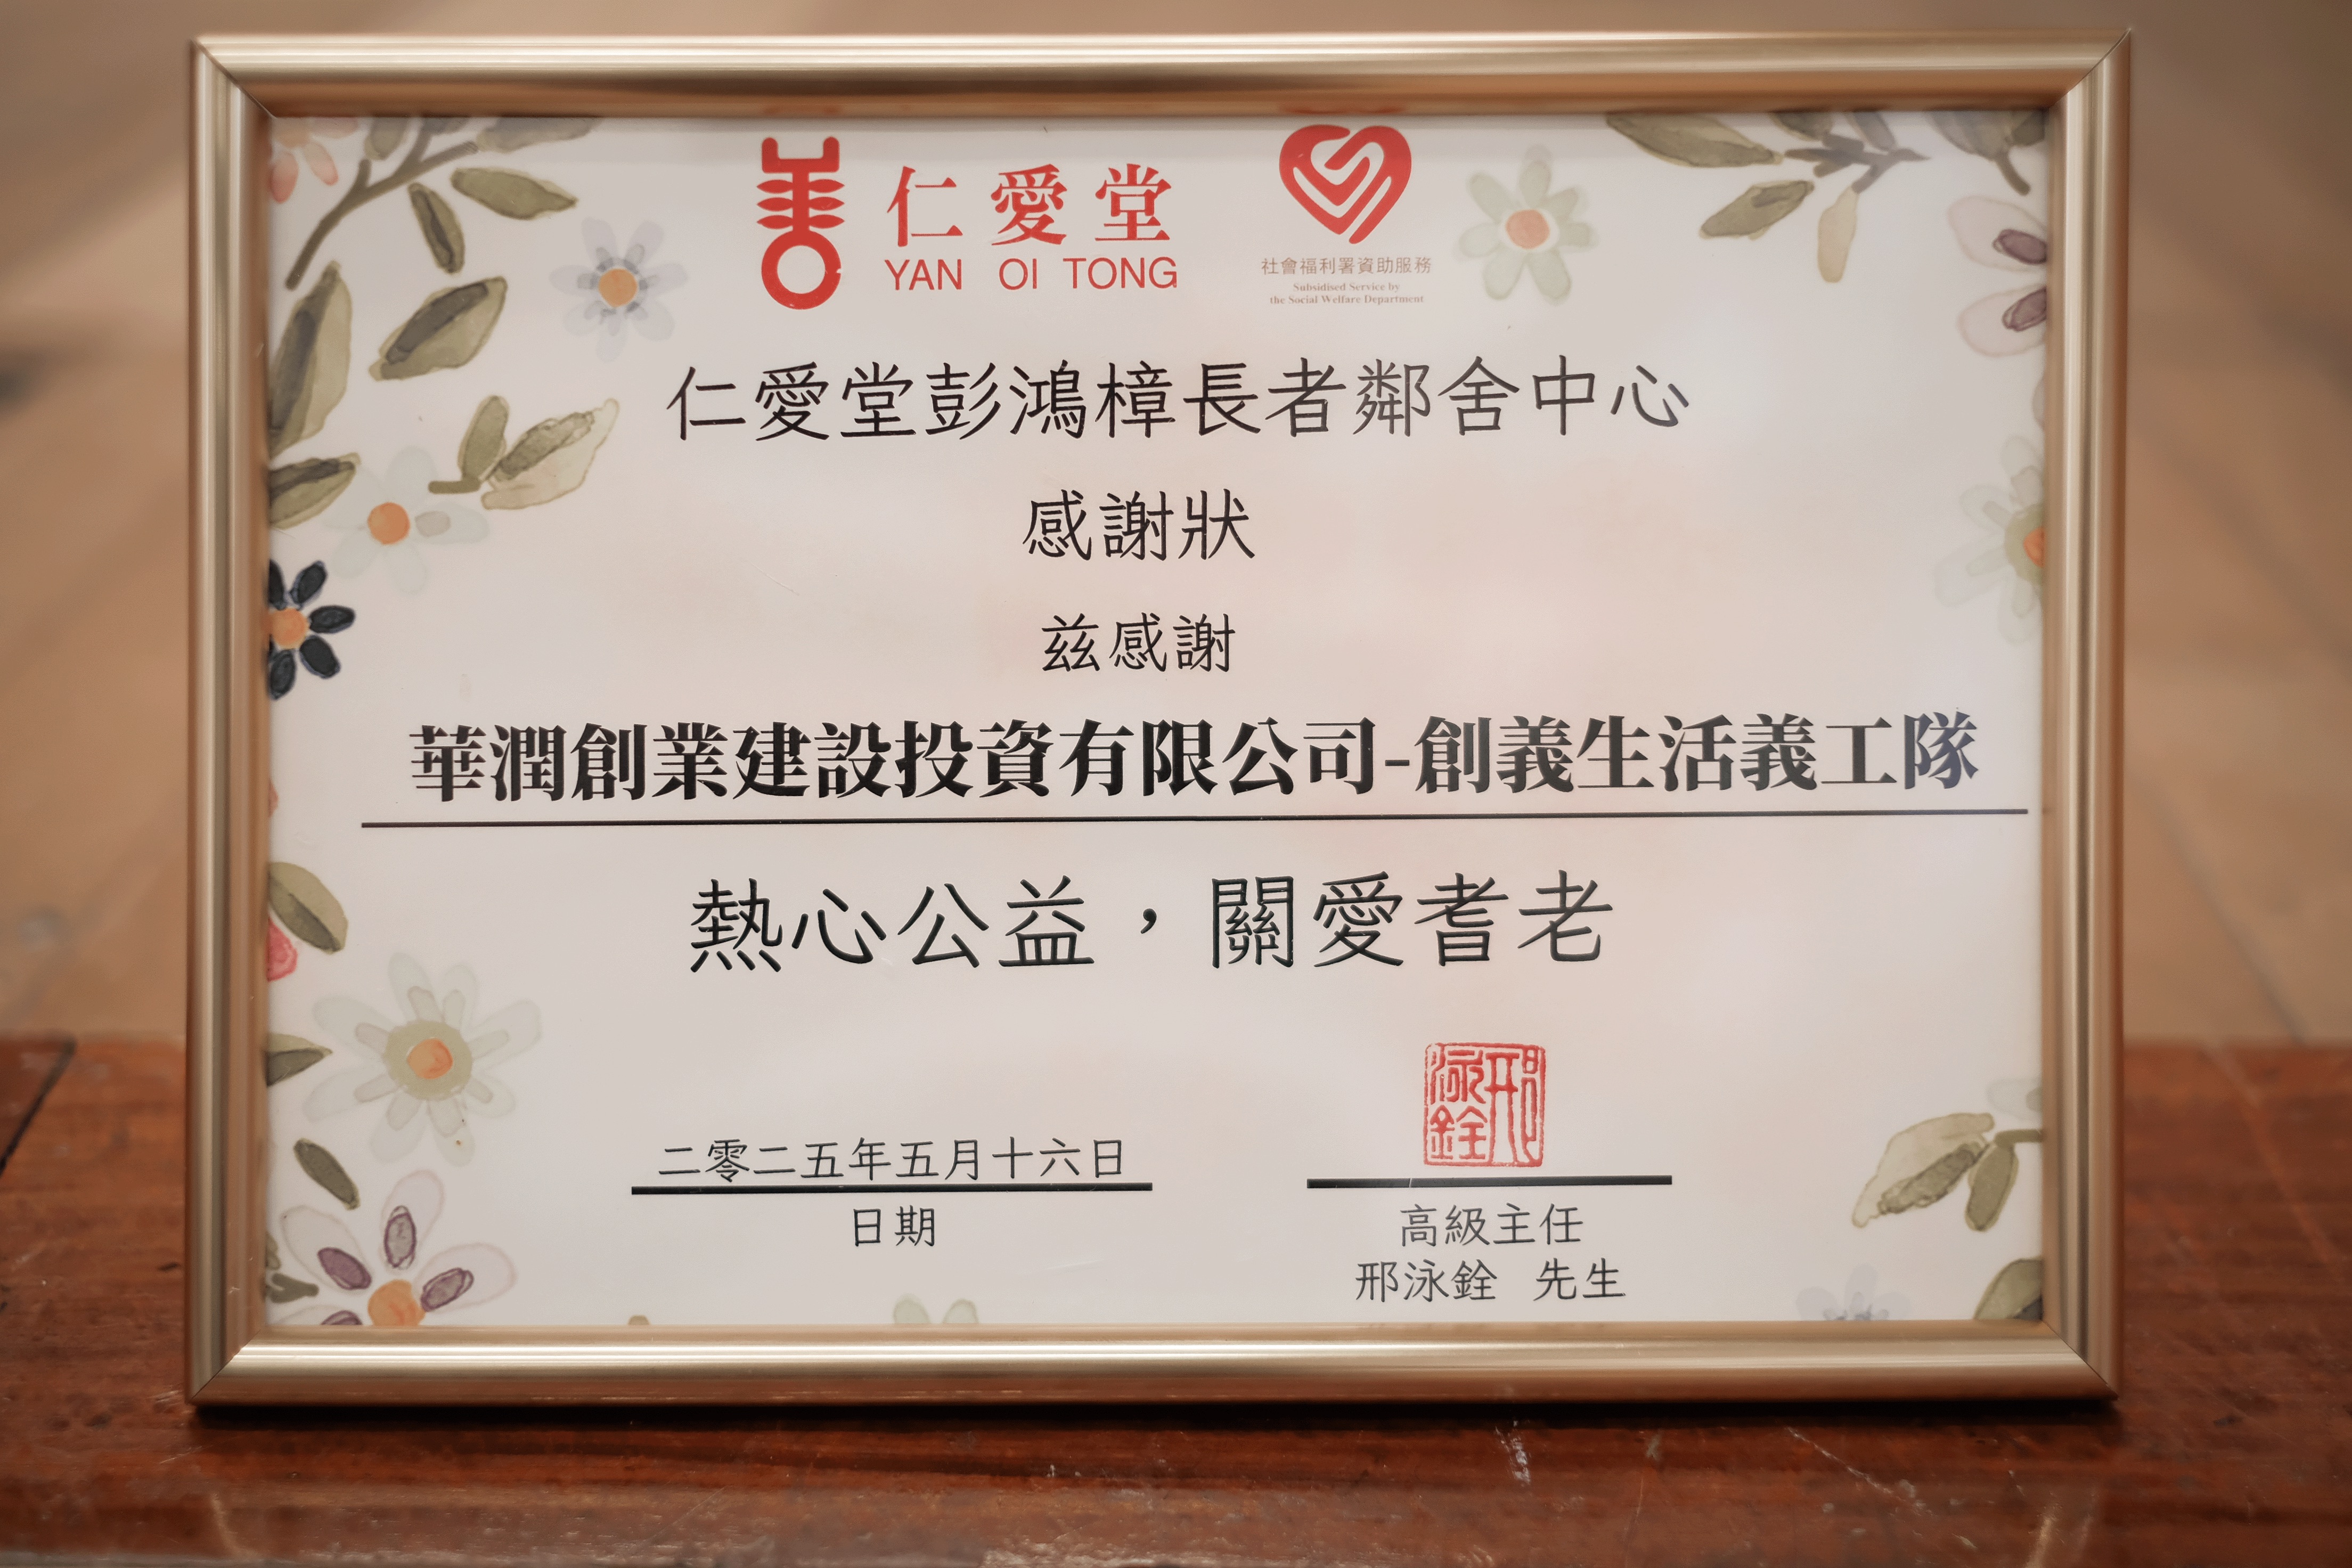 仁愛堂
YAN OI TONG
社會福利署資助服務
Subsidised Service by
the Social Welfare Department
仁愛堂彭鴻樟長者鄰舍中心
感謝狀
茲感謝
華潤創業建設投資有限公司-創義生活義工隊
熱心公益，關愛耆老
邢泳銓
二零二五年五月十六日
日期
高級主任
邢泳銓 先生